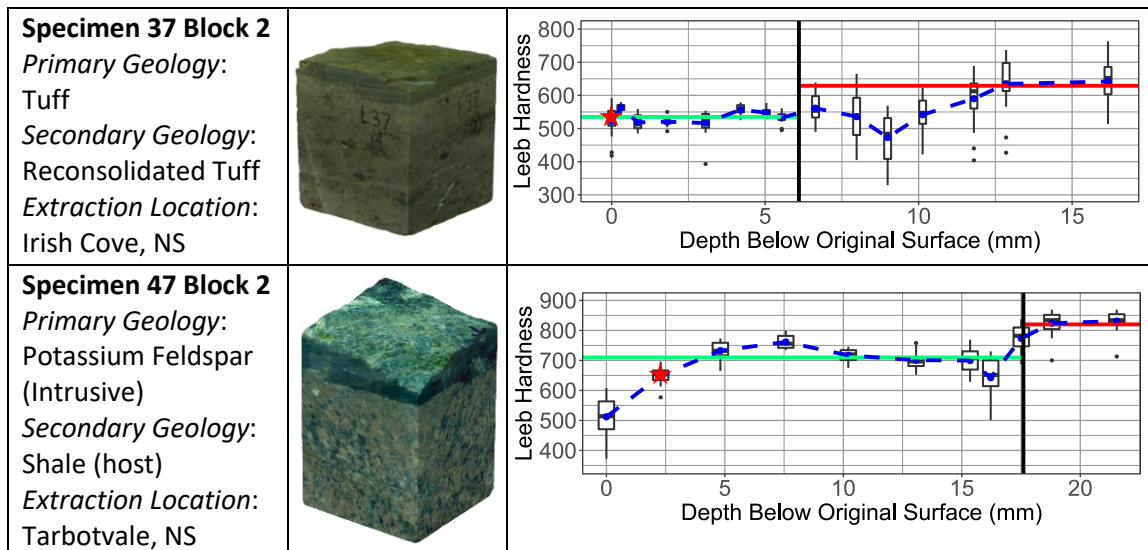 Specimen 37 Block 2
Primary Geology:
Tuff
Secondary Geology:
Reconsolidated Tuff
Extraction Location:
Irish Cove, NS
L37
Leeb Hardness
800
700
600
500
400
300
0
5
10
15
Depth Below Original Surface (mm)
Specimen 47 Block 2
Primary Geology:
Potassium Feldspar
(Intrusive)
Secondary Geology:
Shale (host)
Extraction Location:
Tarbotvale, NS
Leeb Hardness
900
800
700
600
500
400
0
5
10
15
20
Depth Below Original Surface (mm)